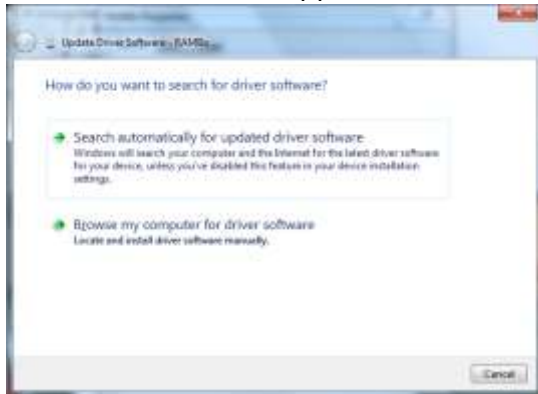 Update Driver Software - RAMBo
How do you want to search for driver software?
Search automatically for updated driver software
Windows will search your computer and the Internet for the latest driver software
for your device, unless you've disabled this feature in your device installation
settings.
Browse my computer for driver software
Locate and install driver software manually.
Cancel